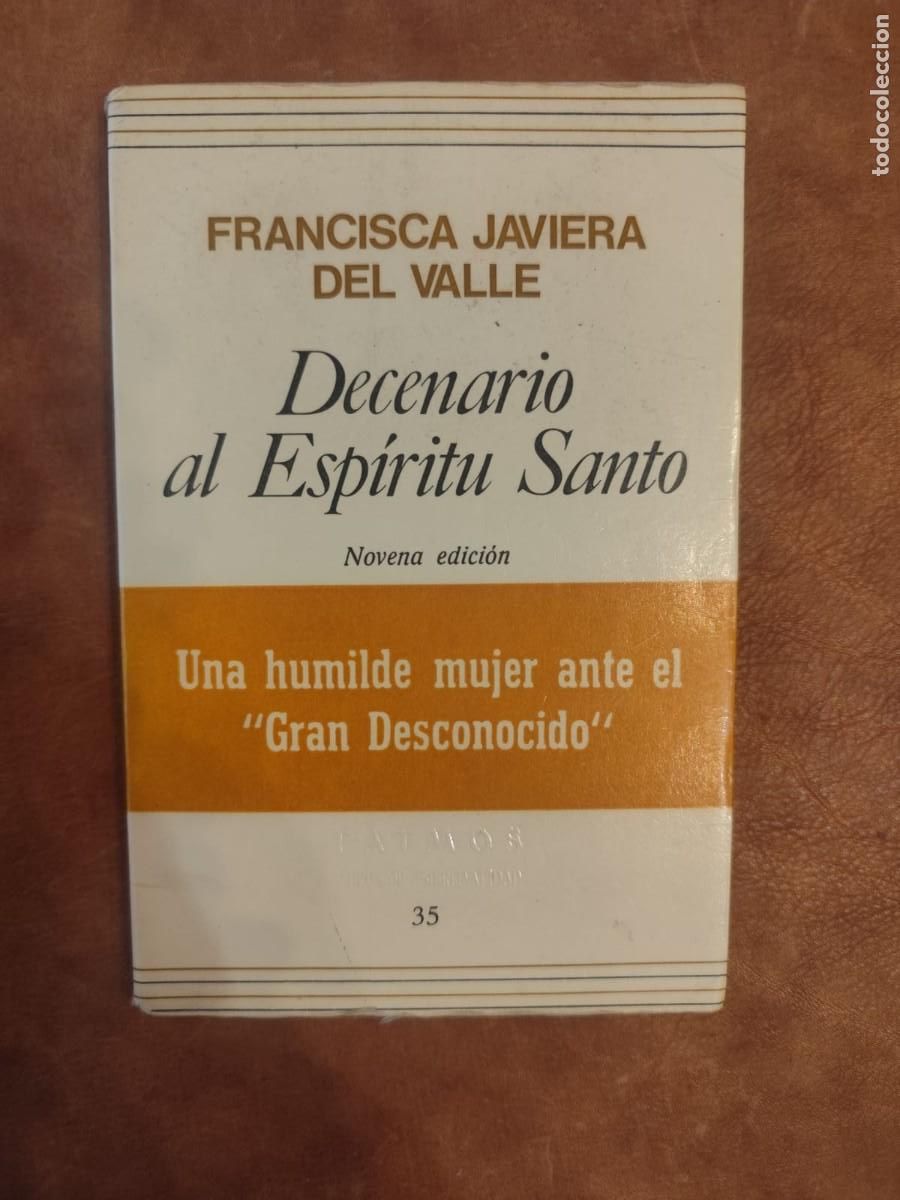 FRANCISCA JAVIERA
DEL VALLE
Decenario
al Espíritu Santo
Novena edición
Una humilde mujer ante el
“Gran Desconocido“
PATMOS
35
todocoleccion